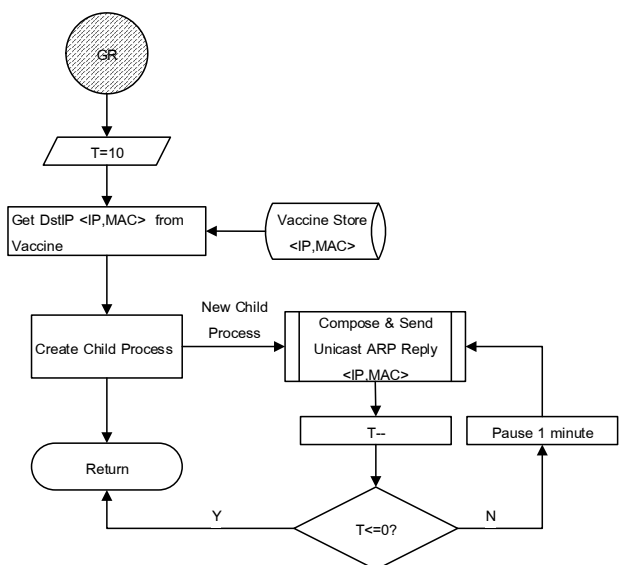 GR
T=10
Get DstIP <IP,MAC> from
Vaccine
Vaccine Store
<IP,MAC>
New Child
Process
Create Child Process
Compose & Send
Unicast ARP Reply
<IP,MAC>
T--
Pause 1 minute
Return
Y
T<=0?
N